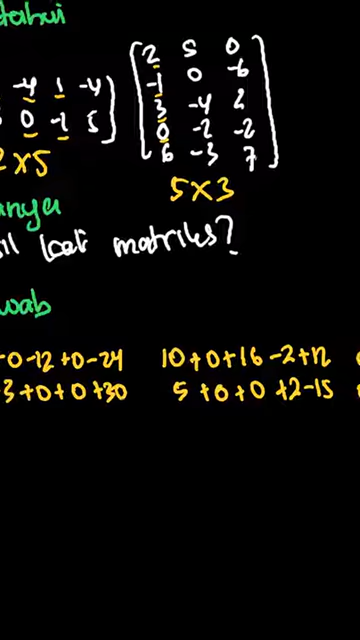 tahui
2 5 0
-4 1 -4 -1 0 -6
0 -1 5 3 -4 2
0 -2 -2
2x5 6 -3 7
5x3
anya
il kali matriks?
wab
+0-12+0-24 10+0+16-2+12
3+0+0+30 5+0+0+2-15